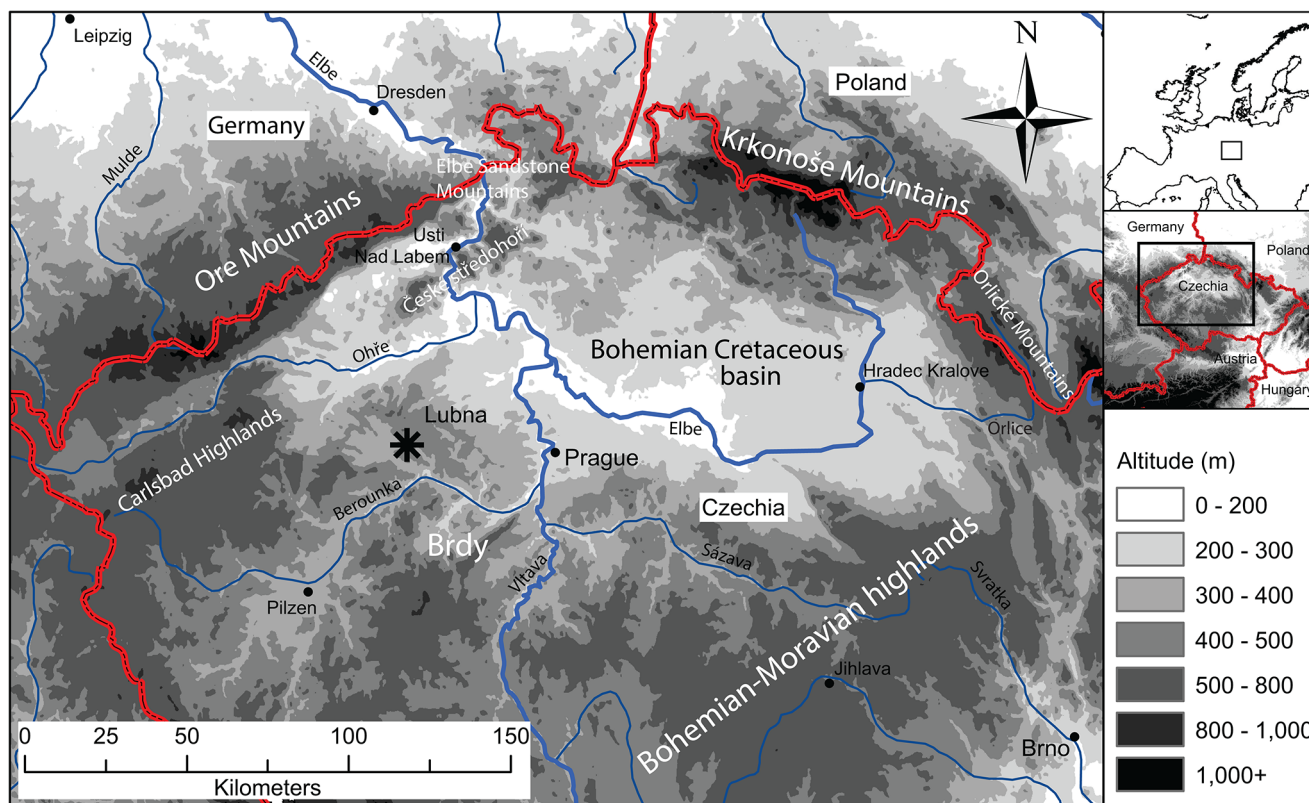 Leipzig
Elbe
Dresden
Germany
Mulde
Poland
N
Krkonoše Mountains
Elbe Sandstone
Mountains
Ore Mountains
Usti
Nad Labem
České středohoří
Orlické Mountains
Ohře
Bohemian Cretaceous
basin
Hradec Kralove
Lubna
Elbe
Orlice
Carlsbad Highlands
Prague
Berounka
Czechia
Brdy
Vltava
Sázava
Svratka
Pilzen
Bohemian-Moravian highlands
Jihlava
Brno
0 25 50 100 150
Kilometers
Germany
Poland
Czechia
Austria
Hungary
Altitude (m)
0 - 200
200 - 300
300 - 400
400 - 500
500 - 800
800 - 1,000
1,000+